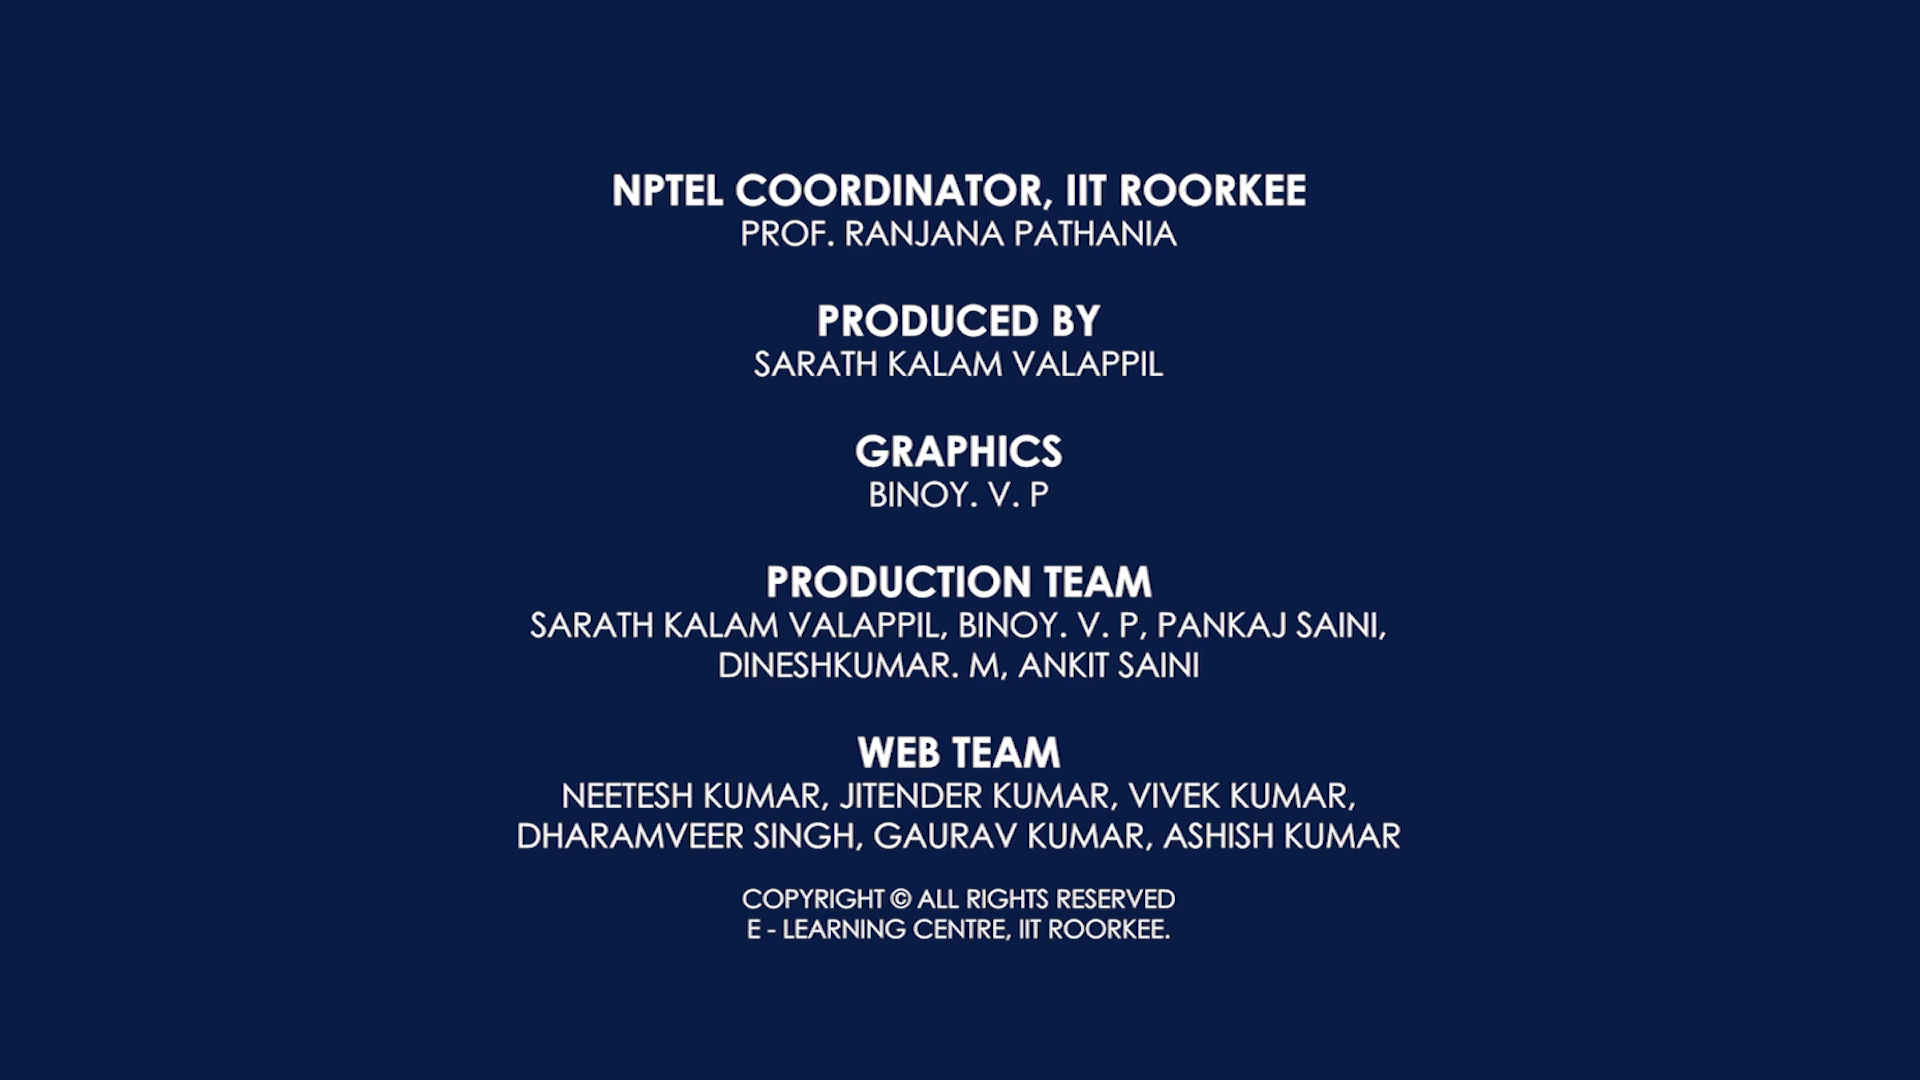 NPTEL COORDINATOR, IIT ROORKEE
PROF. RANJANA PATHANIA
PRODUCED BY
SARATH KALAM VALAPPIL
GRAPHICS
BINOY. V. P
PRODUCTION TEAM
SARATH KALAM VALAPPIL, BINOY. V. P, PANKAJ SAINI,
DINESHKUMAR. M, ANKIT SAINI
WEB TEAM
NEETESH KUMAR, JITENDER KUMAR, VIVEK KUMAR,
DHARAMVEER SINGH, GAURAV KUMAR, ASHISH KUMAR
COPYRIGHT © ALL RIGHTS RESERVED
E - LEARNING CENTRE, IIT ROORKEE.